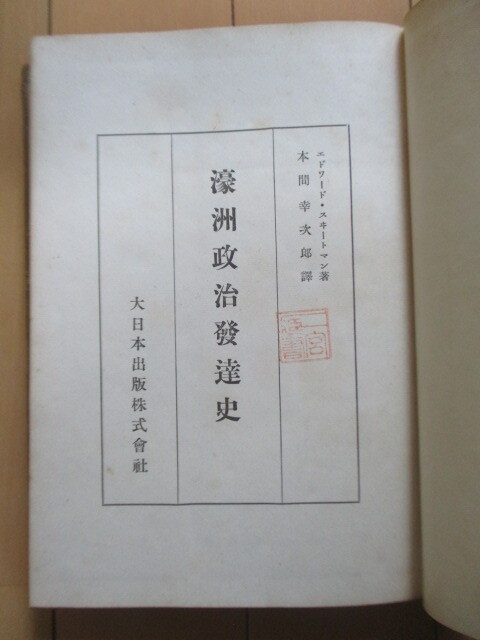 エドワード・スヰートマン著
本間幸次郎譯
濠洲政治發達史
大日本出版株式會社